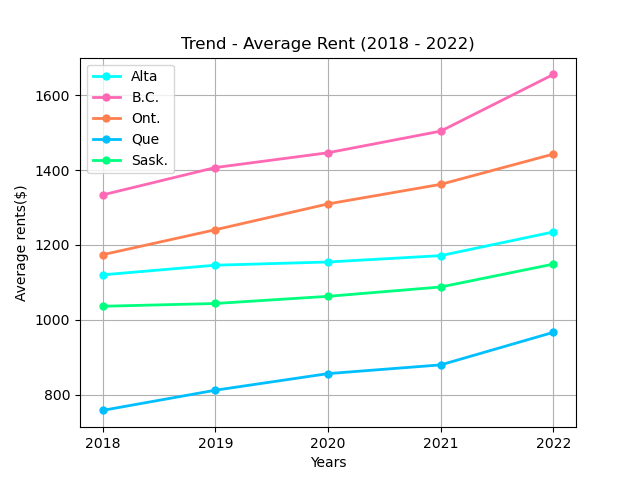 Trend - Average Rent (2018 - 2022)
Alta
B.C.
Ont.
Que
Sask.
1600
1400
1200
1000
800
Average rents($)
2018 2019 2020 2021 2022
Years